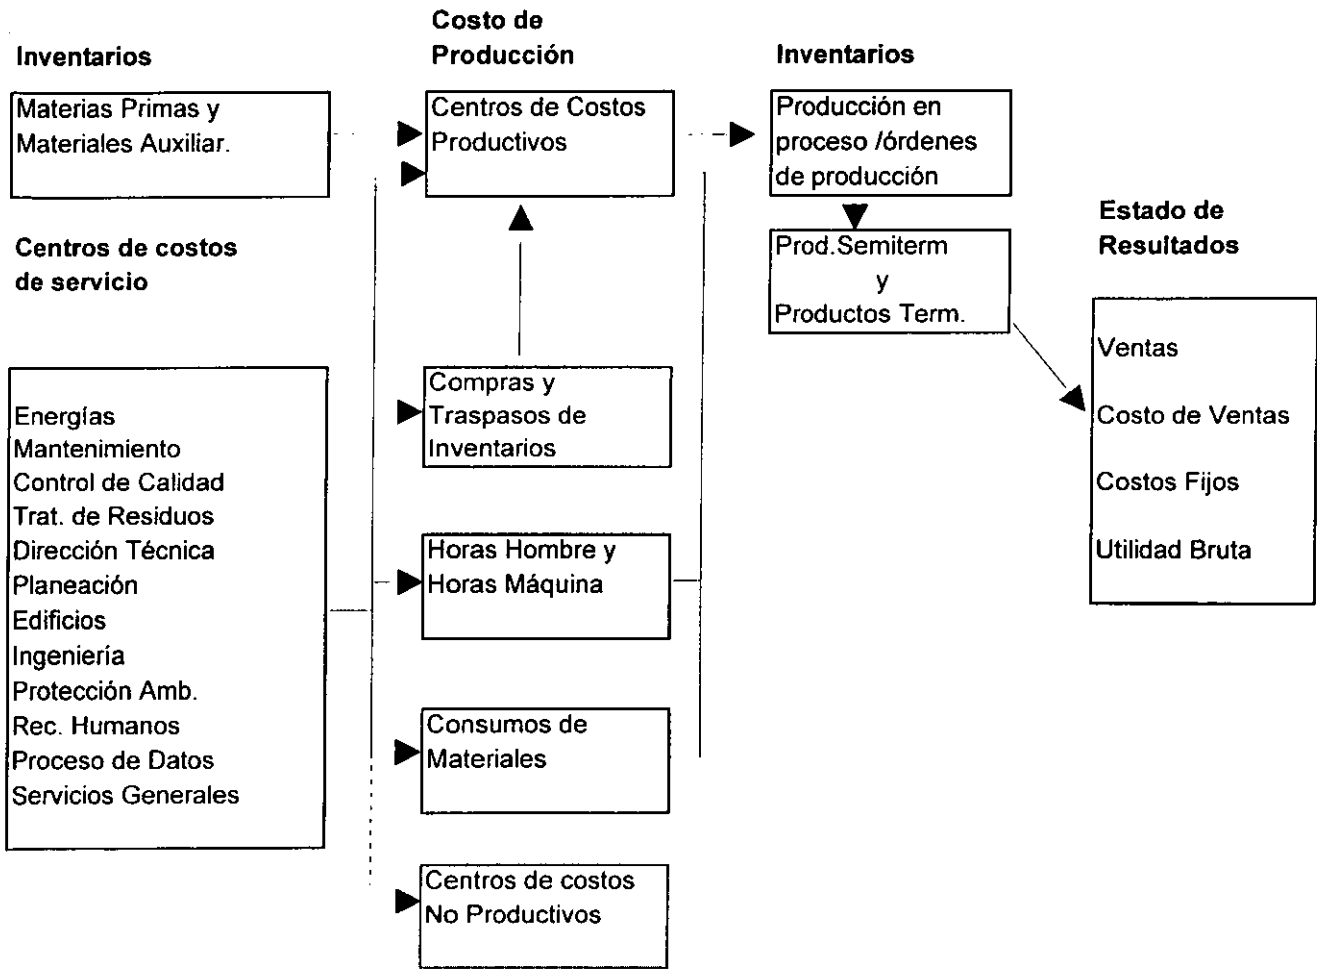 Inventarios
Materias Primas y
Materiales Auxiliar.
Centros de costos
de servicio
Energías
Mantenimiento
Control de Calidad
Trat. de Residuos
Dirección Técnica
Planeación
Edificios
Ingeniería
Protección Amb.
Rec. Humanos
Proceso de Datos
Servicios Generales
Costo de
Producción
Centros de Costos
Productivos
Compras y
Traspasos de
Inventarios
Horas Hombre y
Horas Máquina
Consumos de
Materiales
Centros de costos
No Productivos
Inventarios
Producción en
proceso /órdenes
de producción
Prod.Semiterm
y
Productos Term.
Estado de
Resultados
Ventas
Costo de Ventas
Costos Fijos
Utilidad Bruta